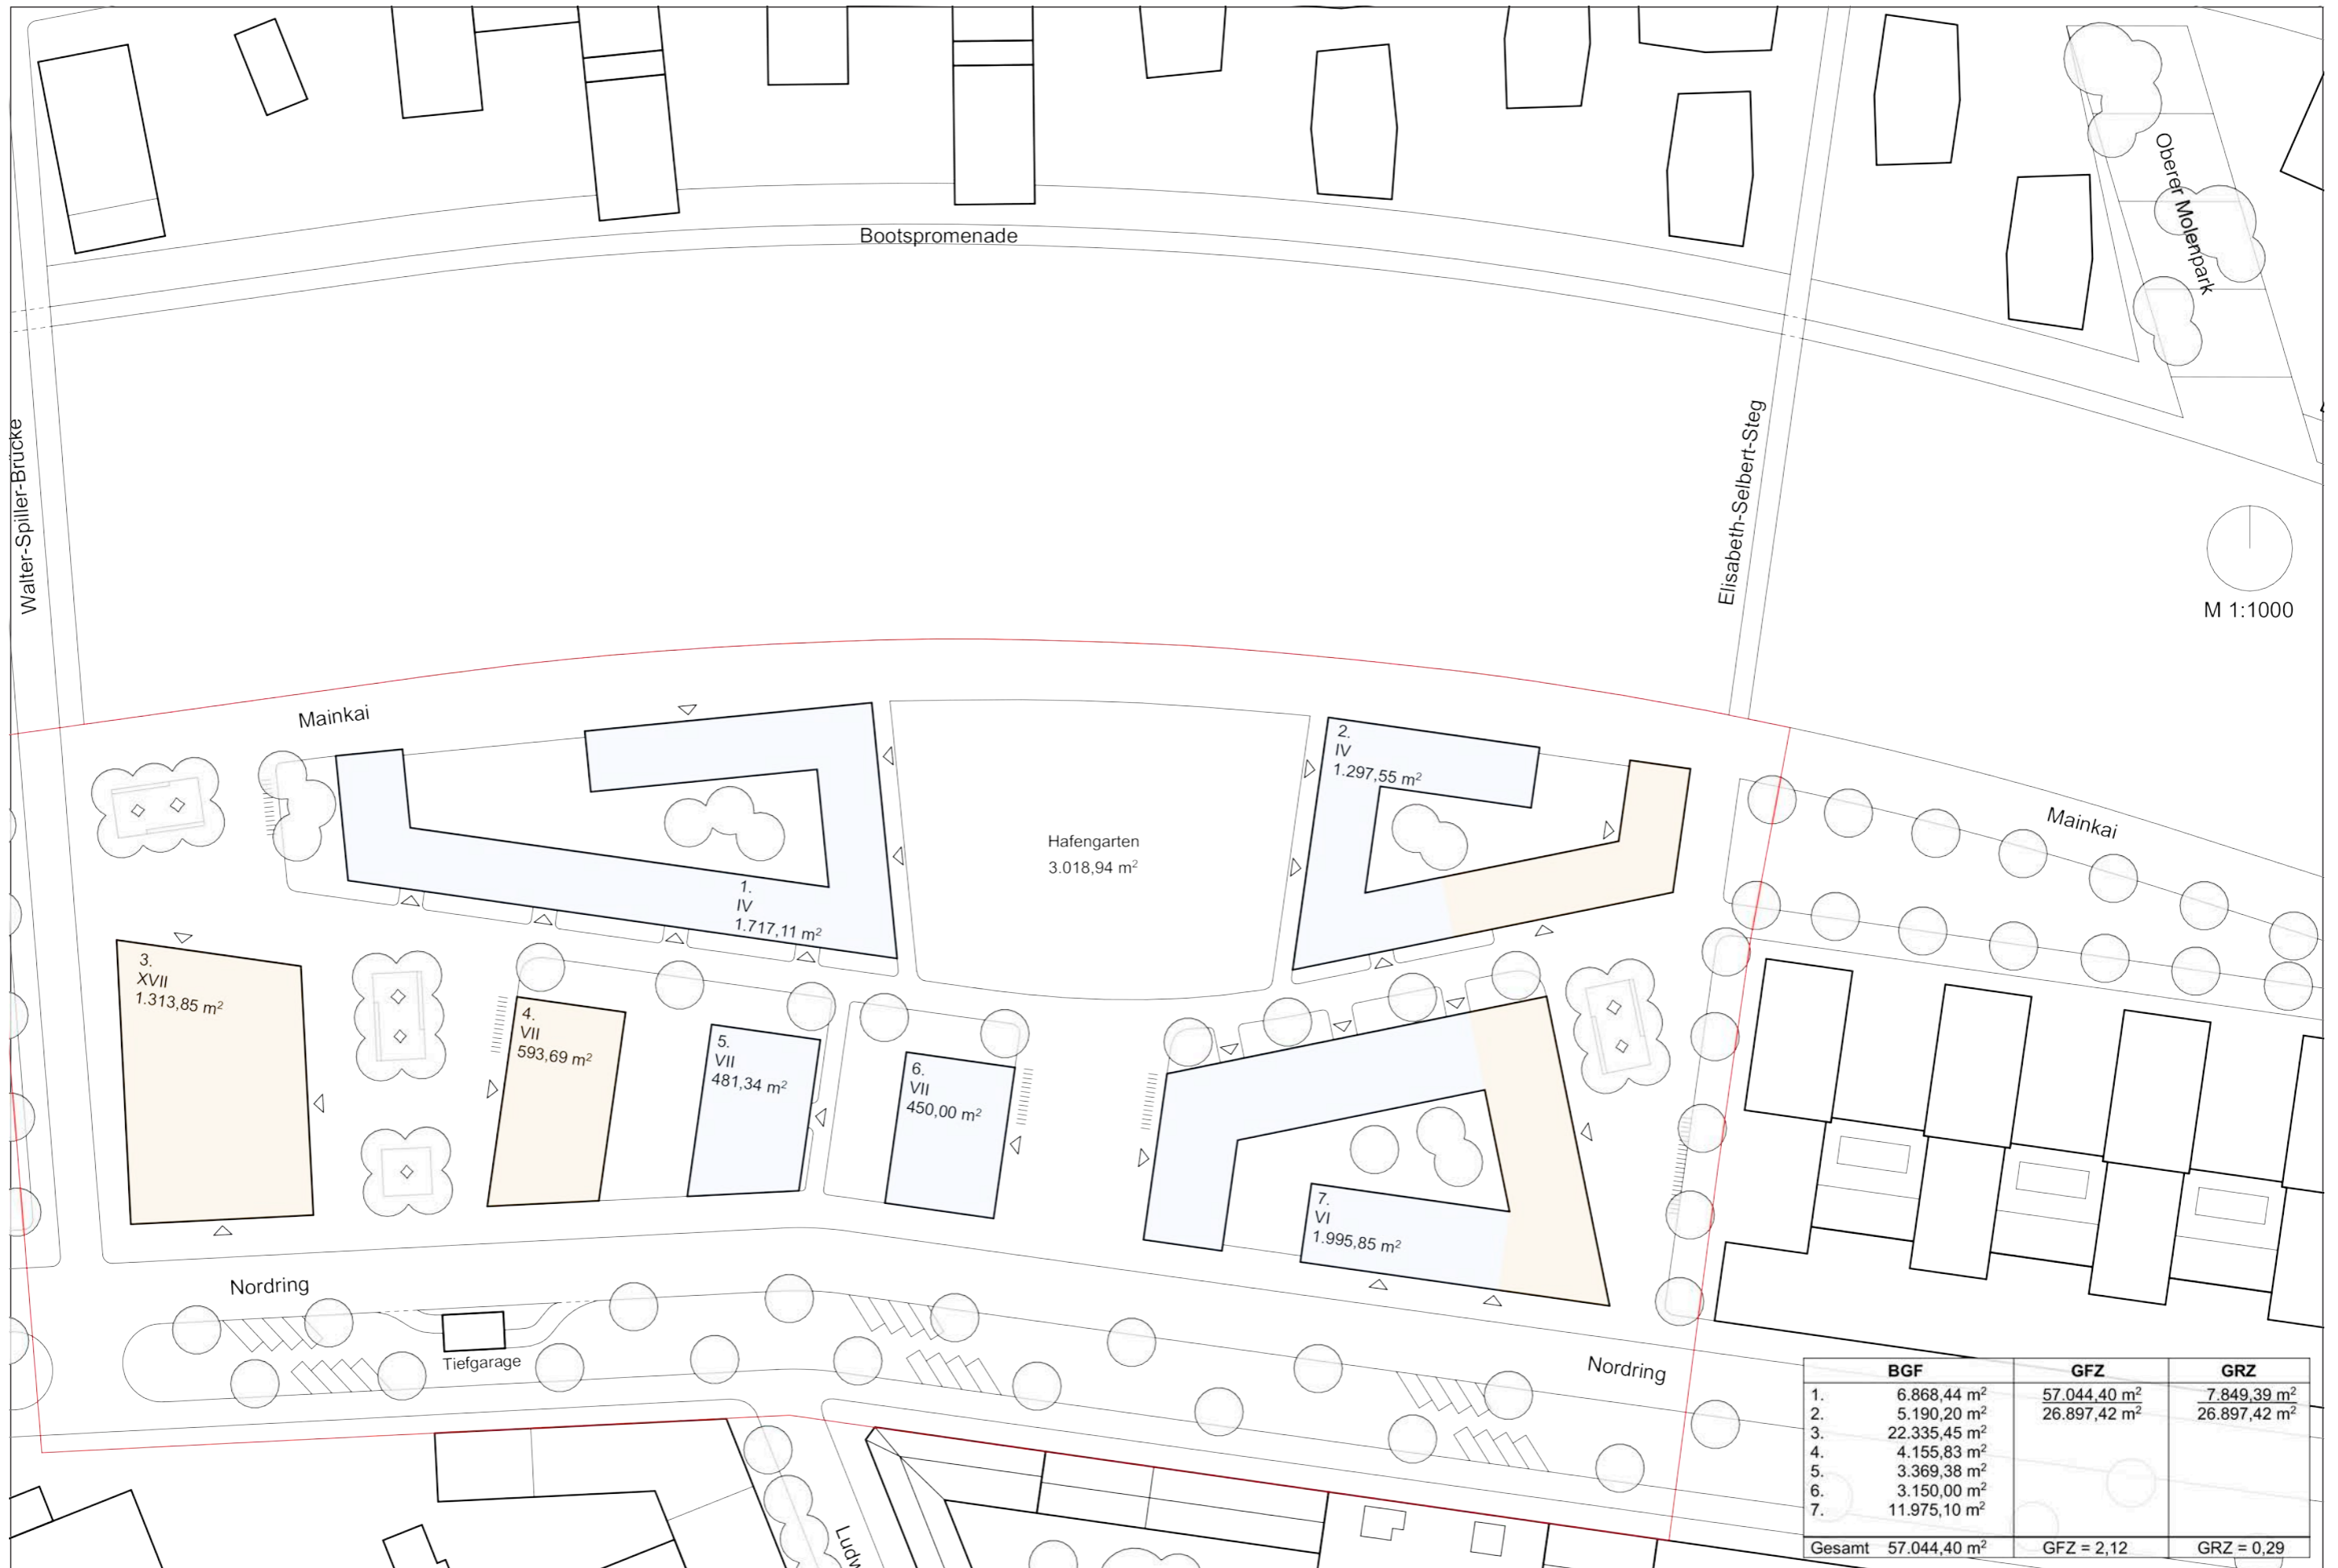 Oberer Molenpark
Bootspromenade
Walter-Spiller-Brücke
Elisabeth-Selbert-Steg
M 1:1000
Mainkai
2.
IV
1.297,55 m²
Mainkai
Hafengarten
3.018,94 m²
1.
IV
1.717,11 m²
3.
XVII
1.313,85 m²
4.
VII
593,69 m²
5.
VII
481,34 m²
6.
VII
450,00 m²
7.
VI
1.995,85 m²
Nordring
Tiefgarage
Nordring
BGF GFZ GRZ
1. 6.868,44 m² 57.044,40 m² 7.849,39 m²
2. 5.190,20 m² 26.897,42 m² 26.897,42 m²
3. 22.335,45 m²
4. 4.155,83 m²
5. 3.369,38 m²
6. 3.150,00 m²
7. 11.975,10 m²
Gesamt 57.044,40 m² GFZ = 2,12 GRZ = 0,29